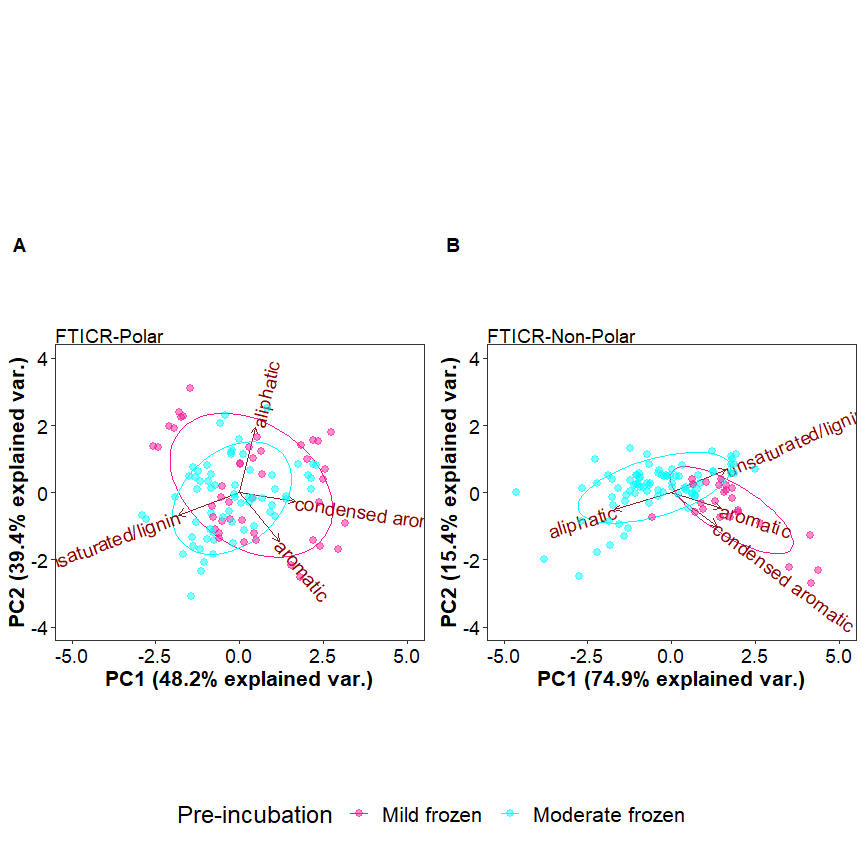 A
B
FTICR-Polar
FTICR-Non-Polar
PC2 (39.4% explained var.)
4
2
0
-2
-4
aliphatic
condensed aror
saturated/lignin
aromatic
-5.0
-2.5
0.0
2.5
5.0
PC1 (48.2% explained var.)
PC2 (15.4% explained var.)
4
2
0
-2
-4
unsaturated/lignin
aliphatic
aromatic
condensed aromatic
-5.0
-2.5
0.0
2.5
5.0
PC1 (74.9% explained var.)
Pre-incubation
Mild frozen
Moderate frozen